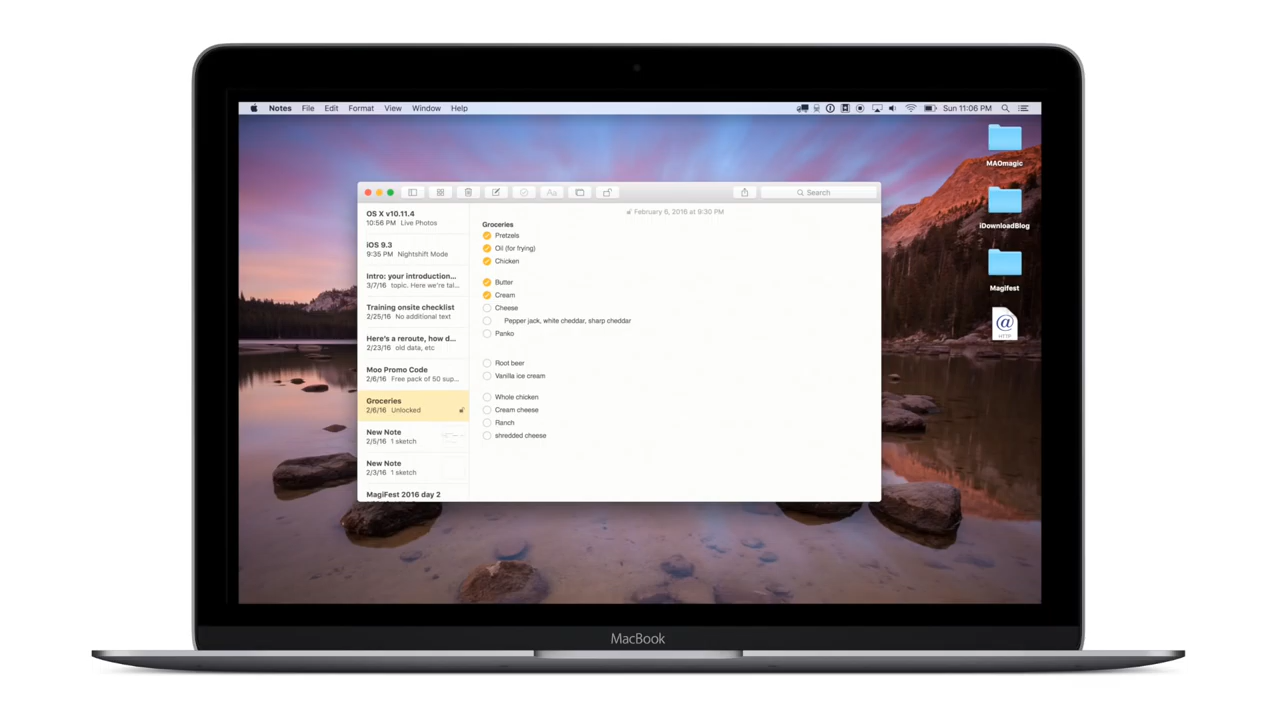 Notes File Edit Format View Window Help Sun 11:06 PM
MAOmagic
iDownloadBlog
Magifest
@
HTTP
Aa Search
OS X v10.11.4
10:56 PM Live Photos
iOS 9.3
9:35 PM Nightshift Mode
Intro: your introduction...
3/7/16 topic. Here we're tal...
Training onsite checklist
2/25/16 No additional text
Here's a reroute, how d...
2/23/16 old data, etc
Moo Promo Code
2/6/16 Free pack of 50 sup...
Groceries
2/6/16 Unlocked
New Note
2/5/16 1 sketch
New Note
2/3/16 1 sketch
MagiFest 2016 day 2
February 6, 2016 at 9:30 PM
Groceries
Pretzels
Oil (for frying)
Chicken
Butter
Cream
Cheese
Pepper jack, white cheddar, sharp cheddar
Panko
Root beer
Vanilla ice cream
Whole chicken
Cream cheese
Ranch
shredded cheese
MacBook